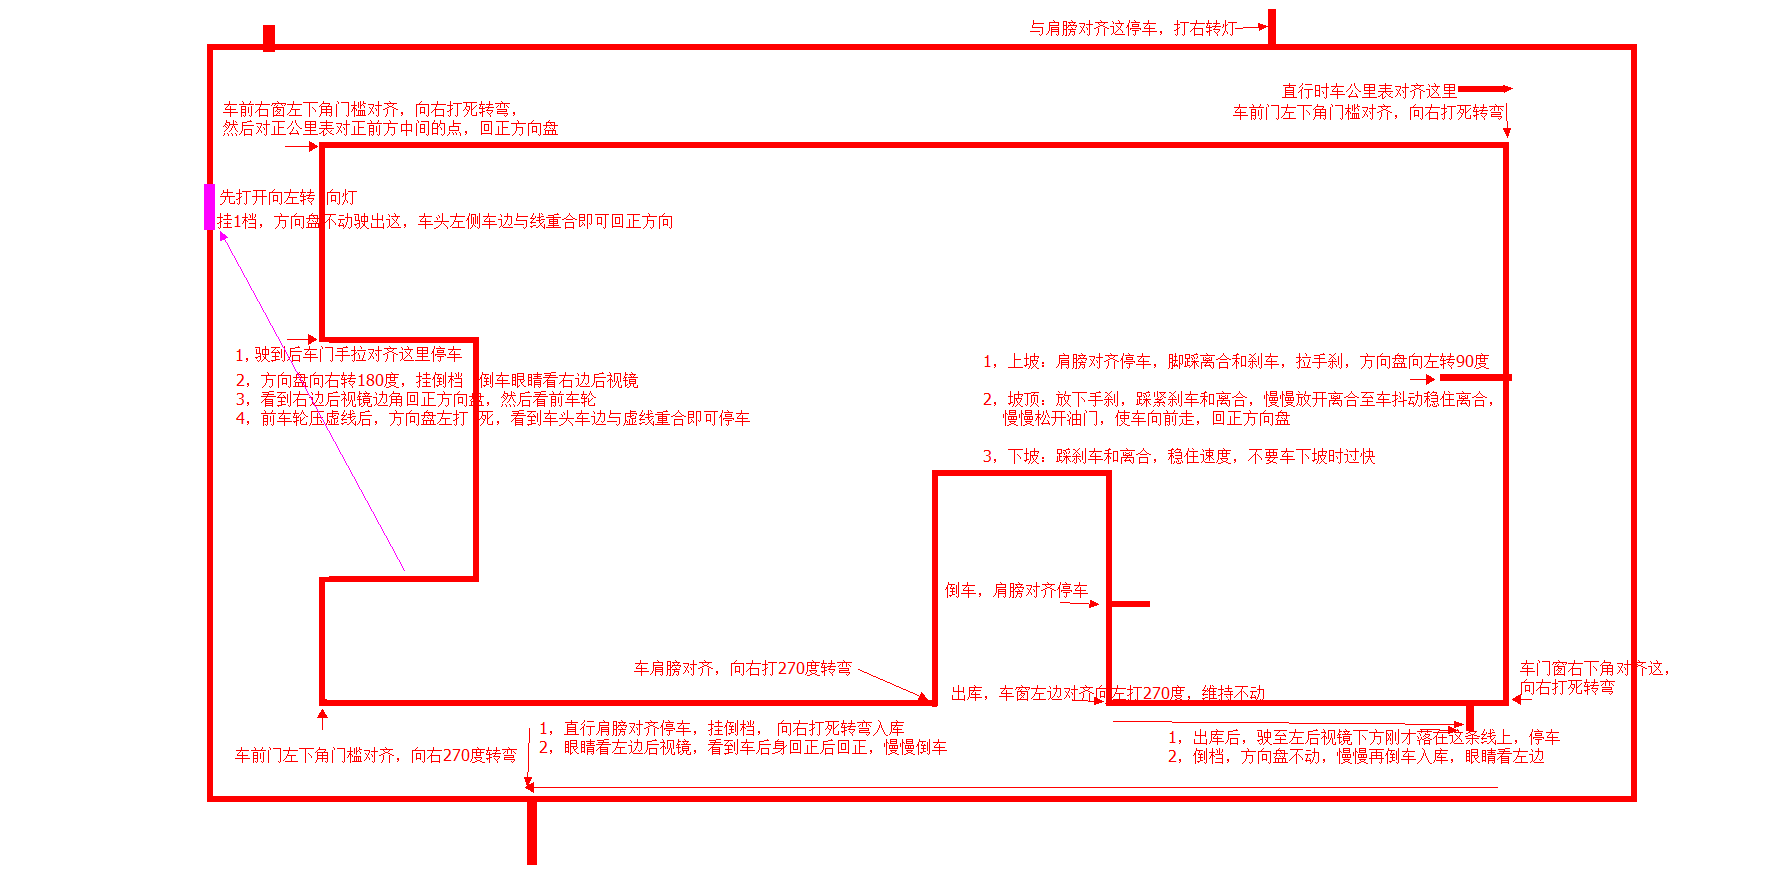 与肩膀对齐这停车，打右转灯
直行时车公里表对齐这里
车前门左下角门槛对齐，向右打死转弯
车前右窗左下角门槛对齐，向右打死转弯，
然后对正公里表对正前方中间的点，回正方向盘
先打开向左转 向灯
挂1档，方向盘不动驶出这，车头左侧车边与线重合即可回正方向
1，驶到后车门手拉对齐这里停车
2，方向盘向右转180度，挂倒档 倒车眼睛看右边后视镜
3，看到右边后视镜边角回正方向盘，然后看前车轮
4，前车轮压虚线后，方向盘左打 死，看到车头车边与虚线重合即可停车
1，上坡：肩膀对齐停车，脚踩离合和刹车，拉手刹，方向盘向左转90度
2，坡顶：放下手刹，踩紧刹车和离合，慢慢放开离合至车抖动稳住离合，
慢慢松开油门，使车向前走，回正方向盘
3，下坡：踩刹车和离合，稳住速度，不要车下坡时过快
倒车，肩膀对齐停车
车肩膀对齐，向右打270度转弯
出库，车窗左边对齐向左打270度，维持不动
车门窗右下角对齐这，
向右打死转弯
车前门左下角门槛对齐，向右270度转弯
1，直行肩膀对齐停车，挂倒档， 向右打死转弯入库
2，眼睛看左边后视镜，看到车后身回正后回正，慢慢倒车
1，出库后，驶至左后视镜下方刚才落在这条线上，停车
2，倒档，方向盘不动，慢慢再倒车入库，眼睛看左边